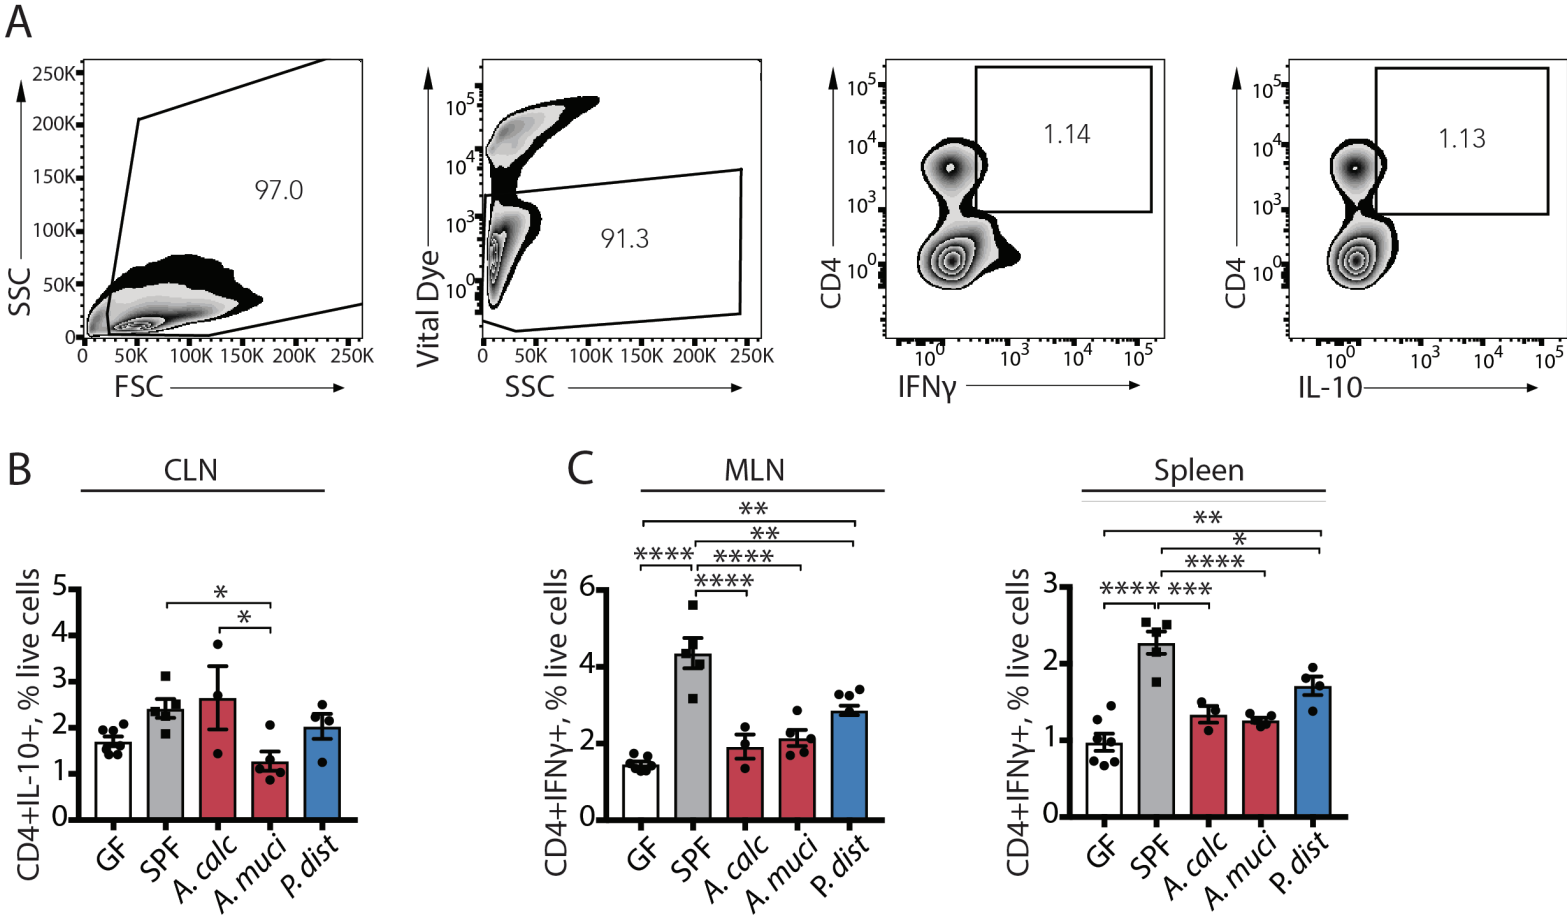 A
SSC
250K
200K
150K
100K
50K
0
97.0
0 50K 100K 150K 200K 250K
FSC
Vital Dye
10^5
10^4
10^3
10^0
91.3
0 50K 100K 150K 200K 250K
SSC
CD4
10^5
10^4
10^3
10^0
1.14
10^0 10^3 10^4 10^5
IFNγ
CD4
10^5
10^4
10^3
10^0
1.13
10^0 10^3 10^4 10^5
IL-10
B
CLN
CD4+IL-10+, % live cells
5
4
3
2
1
0
*
*
GF SPF A. calc A. muci P. dist
C
MLN
CD4+IFNγ+, % live cells
6
4
2
0
**
**
**** ****
****
GF SPF A. calc A. muci P. dist
Spleen
CD4+IFNγ+, % live cells
3
2
1
0
**
*
****
**** ***
GF SPF A. calc A. muci P. dist